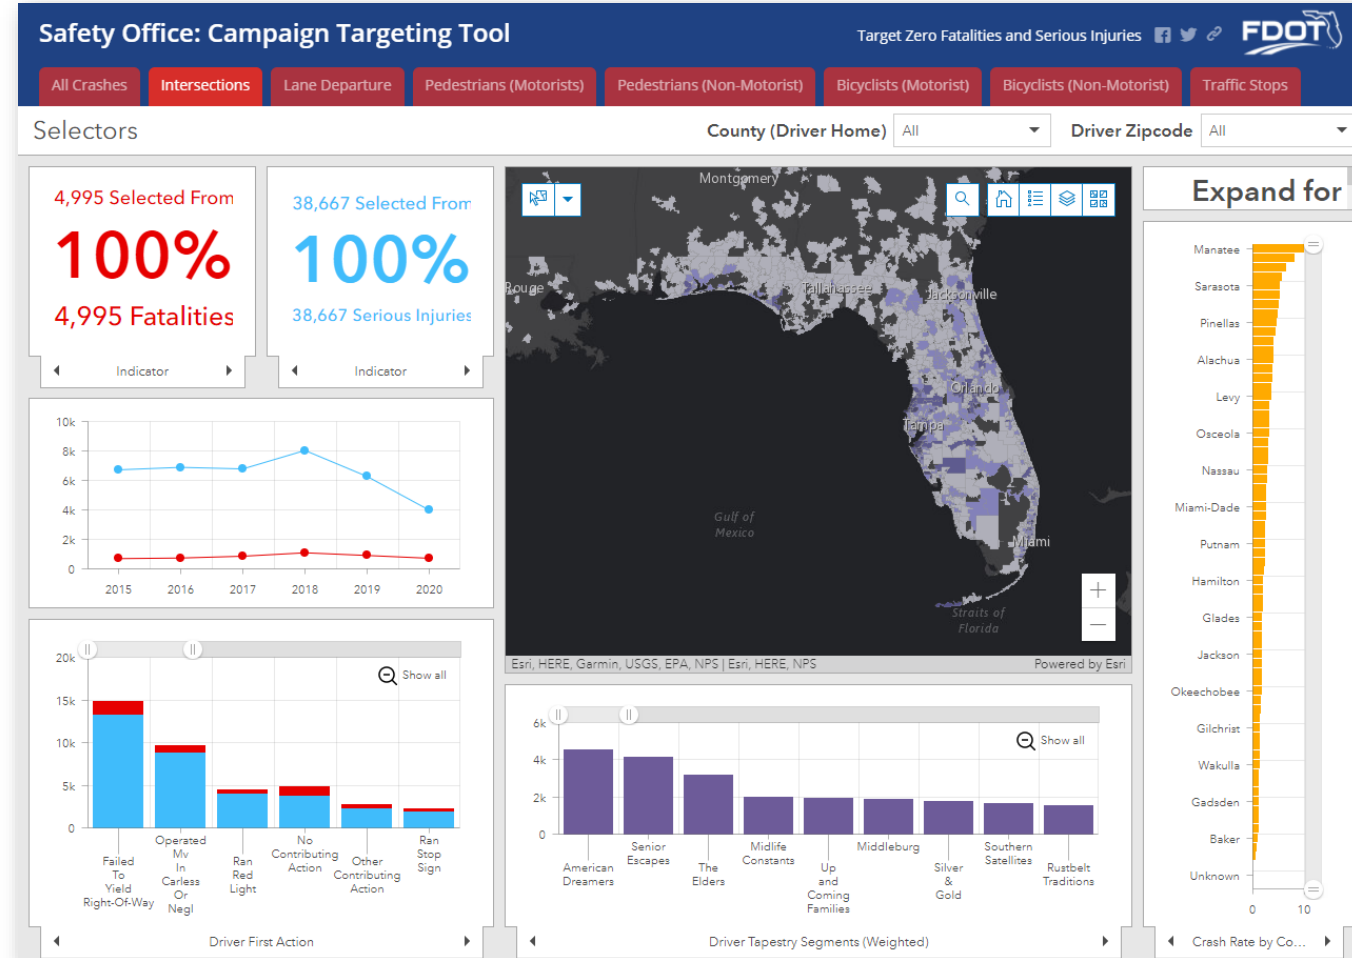 Safety Office: Campaign Targeting Tool
Target Zero Fatalities and Serious Injuries
FDOT
All Crashes
Intersections
Lane Departure
Pedestrians (Motorists)
Pedestrians (Non-Motorist)
Bicyclists (Motorist)
Bicyclists (Non-Motorist)
Traffic Stops
Selectors
County (Driver Home)
All
Driver Zipcode
All
4,995 Selected From
100%
4,995 Fatalities
Indicator
38,667 Selected From
100%
38,667 Serious Injuries
Indicator
10k
8k
6k
4k
2k
0
2015
2016
2017
2018
2019
2020
20k
15k
10k
5k
0
Show all
Failed
To
Yield
Right-Of-Way
Operated
Mv
In
Carless
Or
Negl
Ran
Red
Light
No
Contributing
Action
Other
Contributing
Action
Ran
Stop
Sign
Driver First Action
Montgomery
Rouge
Tallahassee
Jacksonville
Orlando
Tampa
Gulf of
Mexico
Miami
Straits of
Florida
Esri, HERE, Garmin, USGS, EPA, NPS | Esri, HERE, NPS
Powered by Esri
6k
4k
2k
0
Show all
American
Dreamers
Senior
Escapes
The
Elders
Midlife
Constants
Up
and
Coming
Families
Middleburg
Silver
&
Gold
Southern
Satellites
Rustbelt
Traditions
Driver Tapestry Segments (Weighted)
Expand for
Manatee
Sarasota
Pinellas
Alachua
Levy
Osceola
Nassau
Miami-Dade
Putnam
Hamilton
Glades
Jackson
Okeechobee
Gilchrist
Wakulla
Gadsden
Baker
Unknown
0
10
Crash Rate by Co...